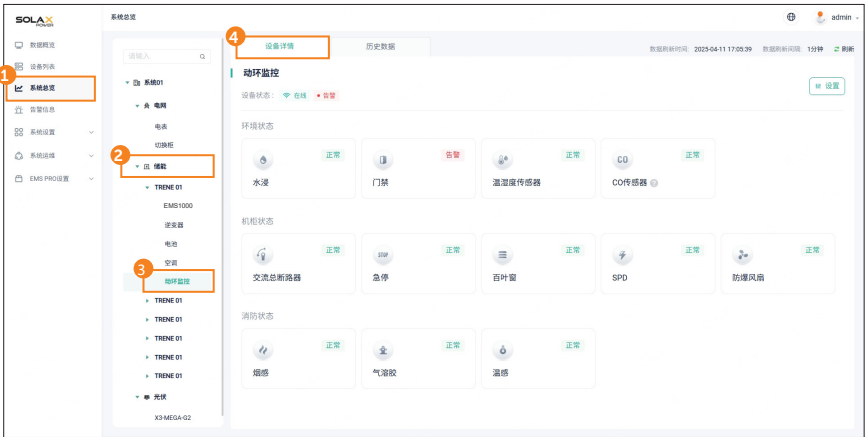 SOLAX
POWER
系统总览
admin
数据概览
设备列表
1
系统总览
告警信息
系统设置
系统运维
EMS PRO设置
请输入
系统01
电网
电表
切换柜
2
储能
TRENE 01
EMS1000
逆变器
电池
空调
3
动环监控
TRENE 01
TRENE 01
TRENE 01
TRENE 01
TRENE 01
光伏
X3-MEGA-G2
4
设备详情
历史数据
数据刷新时间: 2025-04-11 17:05:39 数据刷新间隔: 1分钟 刷新
动环监控
设备状态: 在线 告警
设置
环境状态
正常
水浸
告警
门禁
正常
温湿度传感器
CO
正常
CO传感器
机柜状态
正常
交流总断路器
STOP
正常
急停
正常
百叶窗
正常
SPD
正常
防爆风扇
消防状态
正常
烟感
正常
气溶胶
正常
温感